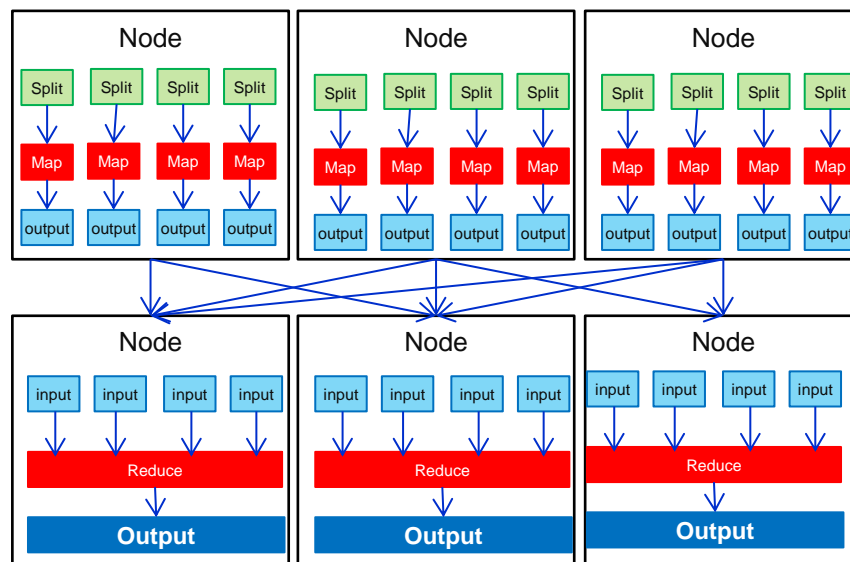 Node Node Node
Split Split Split Split Split Split Split Split Split Split Split Split
Map Map Map Map Map Map Map Map Map Map Map Map
output output output output output output output output output output output output
Node Node Node
input input input input input input input input input input input input
Reduce Reduce Reduce
Output Output Output